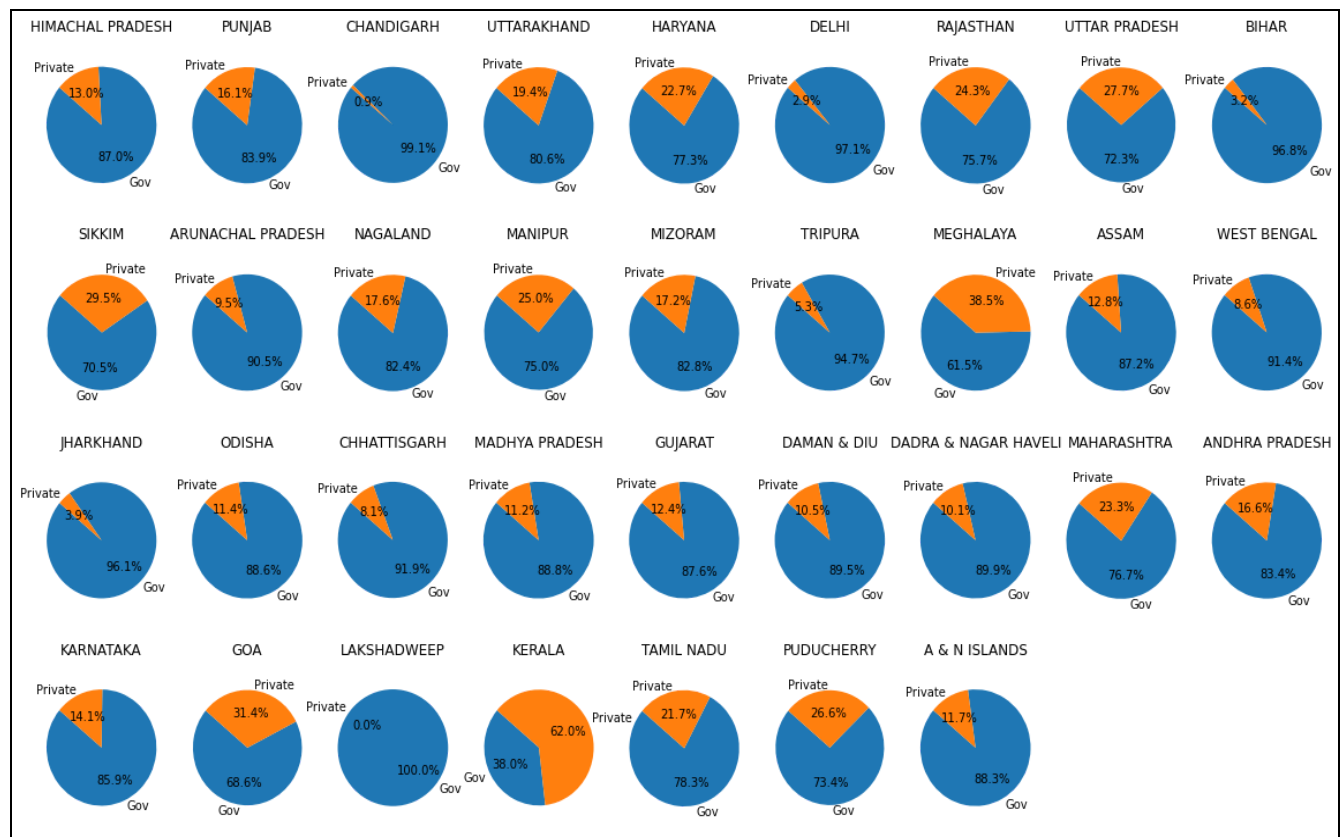 HIMACHAL PRADESH PUNJAB CHANDIGARH UTTARAKHAND HARYANA DELHI RAJASTHAN UTTAR PRADESH BIHAR
Private Private Private Private Private Private Private Private Private
13.0% 16.1% 0.9% 19.4% 22.7% 2.9% 24.3% 27.7% 3.2%
87.0% 83.9% 99.1% 80.6% 77.3% 97.1% 75.7% 72.3% 96.8%
Gov Gov Gov Gov Gov Gov Gov Gov Gov
SIKKIM ARUNACHAL PRADESH NAGALAND MANIPUR MIZORAM TRIPURA MEGHALAYA ASSAM WEST BENGAL
Private Private Private Private Private Private Private Private Private
29.5% 9.5% 17.6% 25.0% 17.2% 5.3% 38.5% 12.8% 8.6%
70.5% 90.5% 82.4% 75.0% 82.8% 94.7% 61.5% 87.2% 91.4%
Gov Gov Gov Gov Gov Gov Gov Gov Gov
JHARKHAND ODISHA CHHATTISGARH MADHYA PRADESH GUJARAT DAMAN & DIU DADRA & NAGAR HAVELI MAHARASHTRA ANDHRA PRADESH
Private Private Private Private Private Private Private Private Private
3.9% 11.4% 8.1% 11.2% 12.4% 10.5% 10.1% 23.3% 16.6%
96.1% 88.6% 91.9% 88.8% 87.6% 89.5% 89.9% 76.7% 83.4%
Gov Gov Gov Gov Gov Gov Gov Gov Gov
KARNATAKA GOA LAKSHADWEEP KERALA TAMIL NADU PUDUCHERRY A & N ISLANDS
Private Private Private Private Private Private Private
14.1% 31.4% 0.0% 62.0% 21.7% 26.6% 11.7%
85.9% 68.6% 100.0% 38.0% 78.3% 73.4% 88.3%
Gov Gov Gov Gov Gov Gov